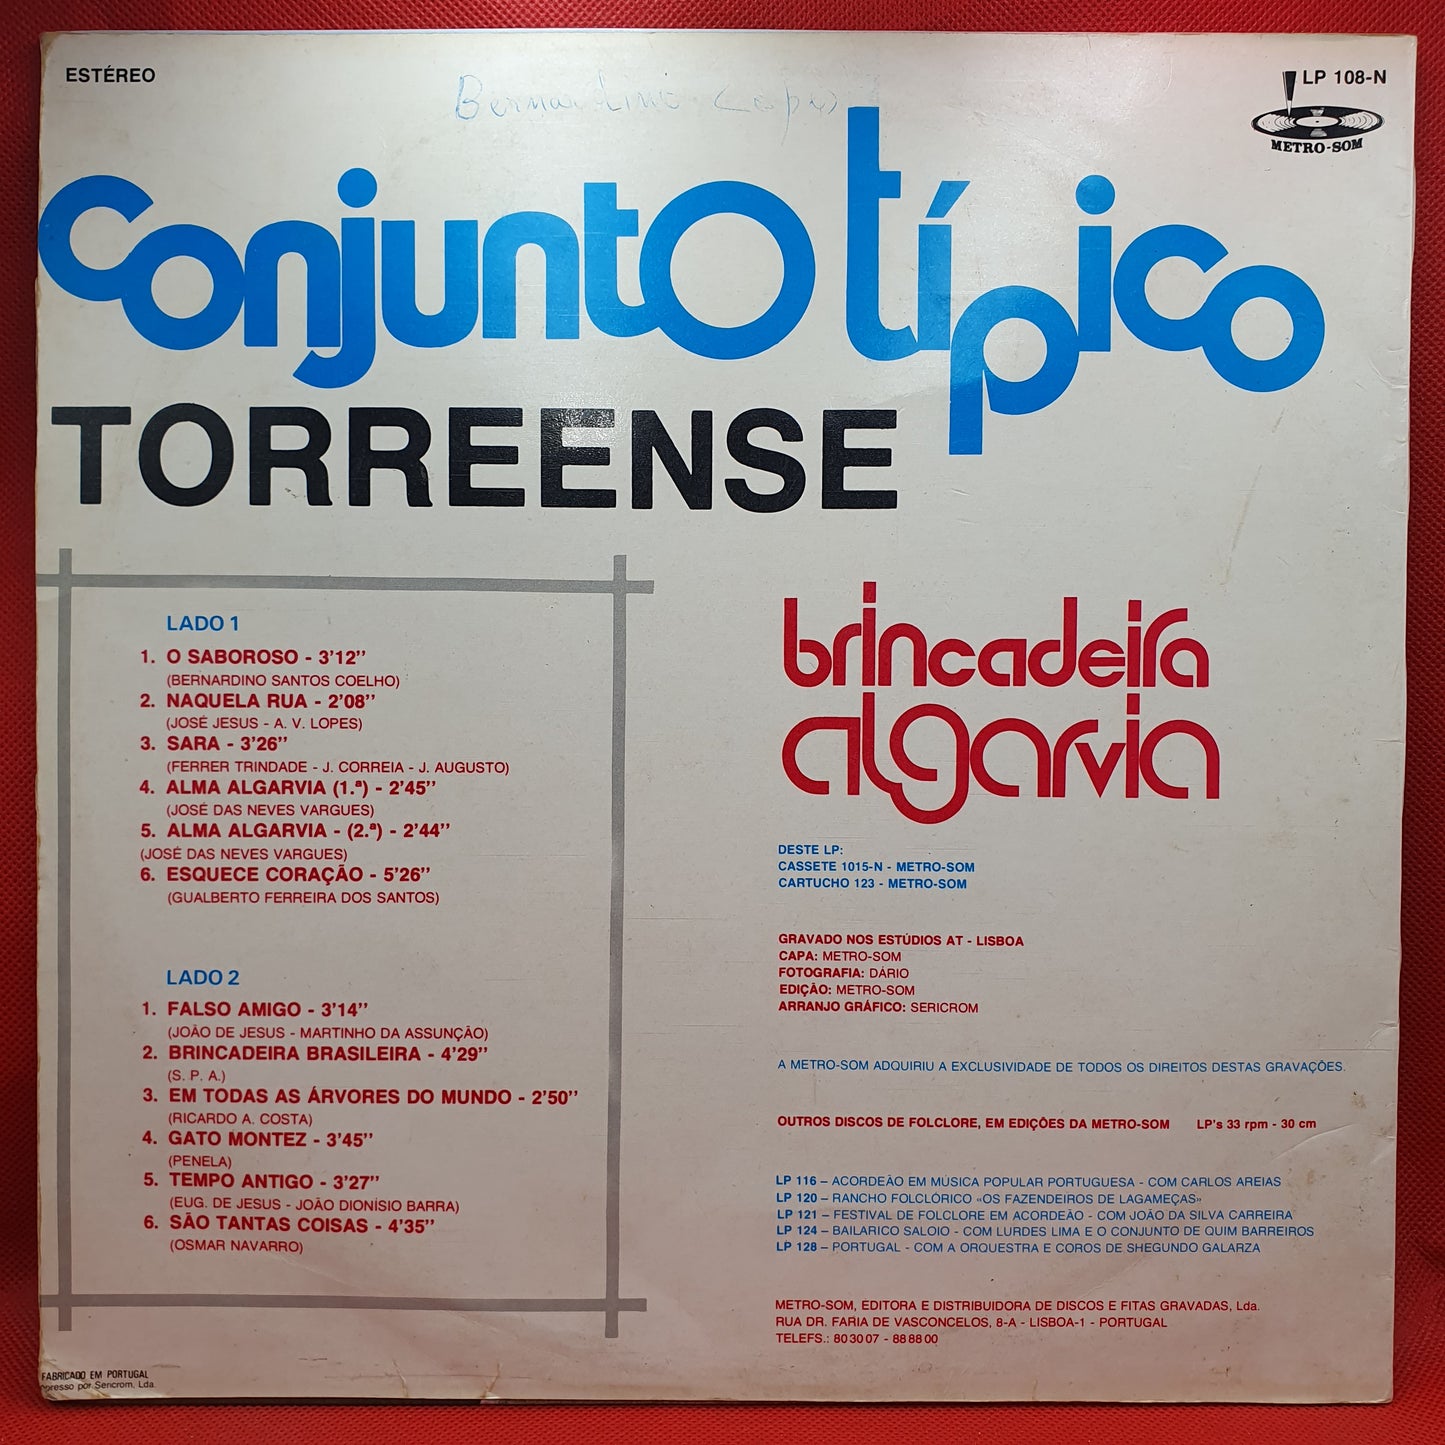 ESTÉREO
Bernardino Lopes
LP 108-N
METRO-SOM
conjunto típico
TORREENSE
LADO 1
1. O SABOROSO - 3'12''
(BERNARDINO SANTOS COELHO)
2. NAQUELA RUA - 2'08''
(JOSÉ JESUS - A. V. LOPES)
3. SARA - 3'26''
(FERRER TRINDADE - J. CORREIA - J. AUGUSTO)
4. ALMA ALGARVIA (1.ª) - 2'45''
(JOSÉ DAS NEVES VARGUES)
5. ALMA ALGARVIA - (2.ª) - 2'44''
(JOSÉ DAS NEVES VARGUES)
6. ESQUECE CORAÇÃO - 5'26''
(GUALBERTO FERREIRA DOS SANTOS)
LADO 2
1. FALSO AMIGO - 3'14''
(JOÃO DE JESUS - MARTINHO DA ASSUNÇÃO)
2. BRINCADEIRA BRASILEIRA - 4'29''
(S. P. A.)
3. EM TODAS AS ÁRVORES DO MUNDO - 2'50''
(RICARDO A. COSTA)
4. GATO MONTEZ - 3'45''
(PENELA)
5. TEMPO ANTIGO - 3'27''
(EUG. DE JESUS - JOÃO DIONÍSIO BARRA)
6. SÃO TANTAS COISAS - 4'35''
(OSMAR NAVARRO)
brincadeira
algarvia
DESTE LP:
CASSETE 1015-N - METRO-SOM
CARTUCHO 123 - METRO-SOM
GRAVADO NOS ESTÚDIOS AT - LISBOA
CAPA: METRO-SOM
FOTOGRAFIA: DÁRIO
EDIÇÃO: METRO-SOM
ARRANJO GRÁFICO: SERICROM
A METRO-SOM ADQUIRIU A EXCLUSIVIDADE DE TODOS OS DIREITOS DESTAS GRAVAÇÕES.
OUTROS DISCOS DE FOLCLORE, EM EDIÇÕES DA METRO-SOM LP's 33 rpm - 30 cm
LP 116 – ACORDEÃO EM MÚSICA POPULAR PORTUGUESA - COM CARLOS AREIAS
LP 120 – RANCHO FOLCLÓRICO «OS FAZENDEIROS DE LAGAMEÇAS»
LP 121 – FESTIVAL DE FOLCLORE EM ACORDEÃO - COM JOÃO DA SILVA CARREIRA
LP 124 – BAILARICO SALOIO - COM LURDES LIMA E O CONJUNTO DE QUIM BARREIROS
LP 128 – PORTUGAL - COM A ORQUESTRA E COROS DE SHEGUNDO GALARZA
METRO-SOM, EDITORA E DISTRIBUIDORA DE DISCOS E FITAS GRAVADAS, Lda.
RUA DR. FARIA DE VASCONCELOS, 8-A - LISBOA-1 - PORTUGAL
TELEFS.: 80 30 07 - 88 88 00
FABRICADO EM PORTUGAL
presso por Sericrom, Lda.